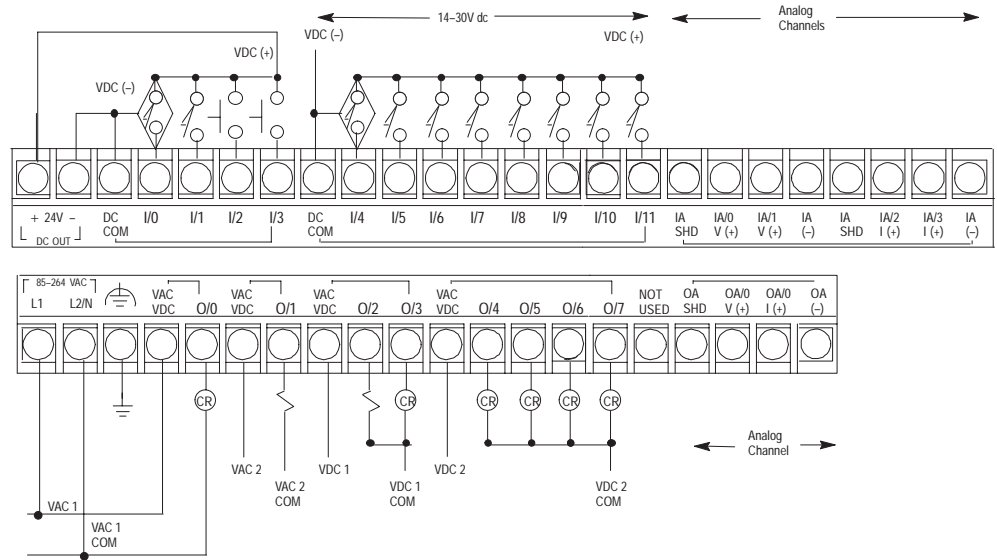 14–30V dc
Analog
Channels
VDC (–)
VDC (+)
VDC (+)
VDC (–)
+ 24V –
DC OUT
DC
COM
I/0
I/1
I/2
I/3
DC
COM
I/4
I/5
I/6
I/7
I/8
I/9
I/10
I/11
IA
SHD
IA/0
V (+)
IA/1
V (+)
IA
(–)
IA
SHD
IA/2
I (+)
IA/3
I (+)
IA
(–)
85–264 VAC
L1
L2/N
VAC
VDC
O/0
VAC
VDC
O/1
VAC
VDC
O/2
O/3
VAC
VDC
O/4
O/5
O/6
O/7
NOT
USED
OA
SHD
OA/0
V (+)
OA/0
I (+)
OA
(–)
CR
CR
CR
CR
CR
CR
Analog
Channel
VAC 2
VAC 2
COM
VDC 1
VDC 1
COM
VDC 2
VDC 2
COM
VAC 1
VAC 1
COM